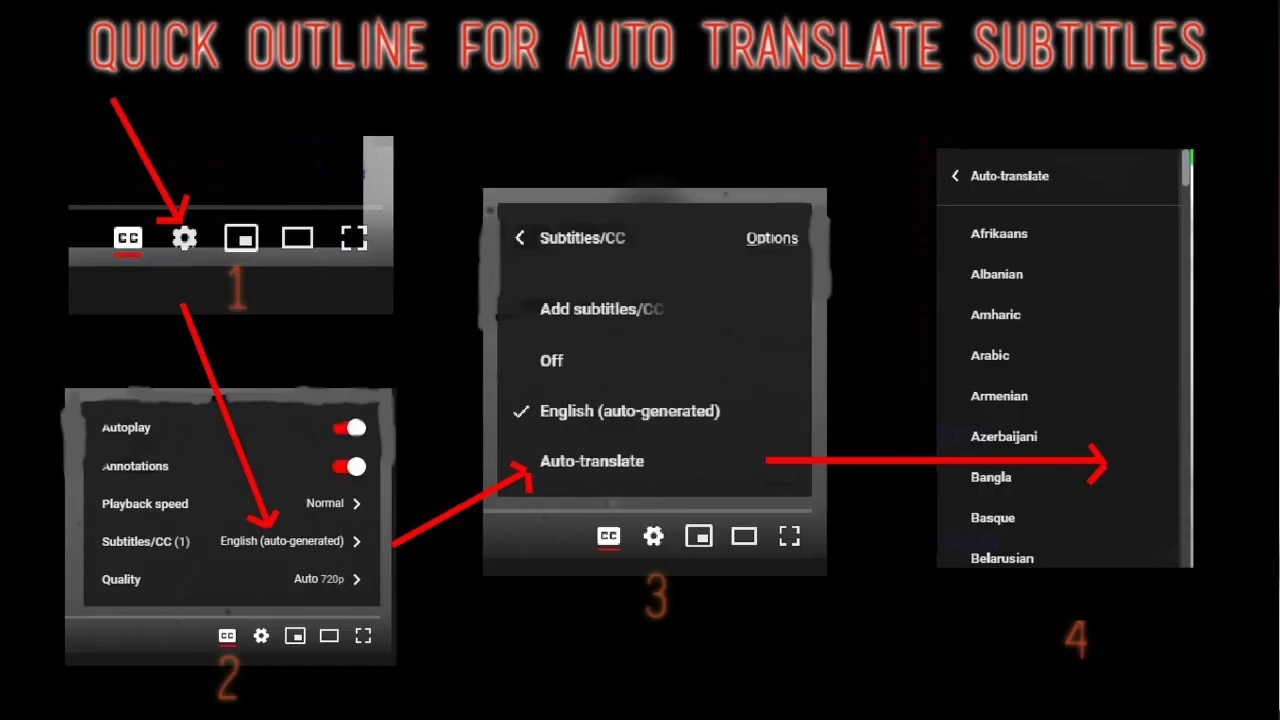 QUICK OUTLINE FOR AUTO TRANSLATE SUBTITLES
CC
1
Autoplay
Annotations
Playback speed Normal
Subtitles/CC (1) English (auto-generated)
Quality Auto 720p
CC
2
Subtitles/CC Options
Add subtitles/CC
Off
English (auto-generated)
Auto-translate
CC
3
Auto-translate
Afrikaans
Albanian
Amharic
Arabic
Armenian
Azerbaijani
Bangla
Basque
Belarusian
4